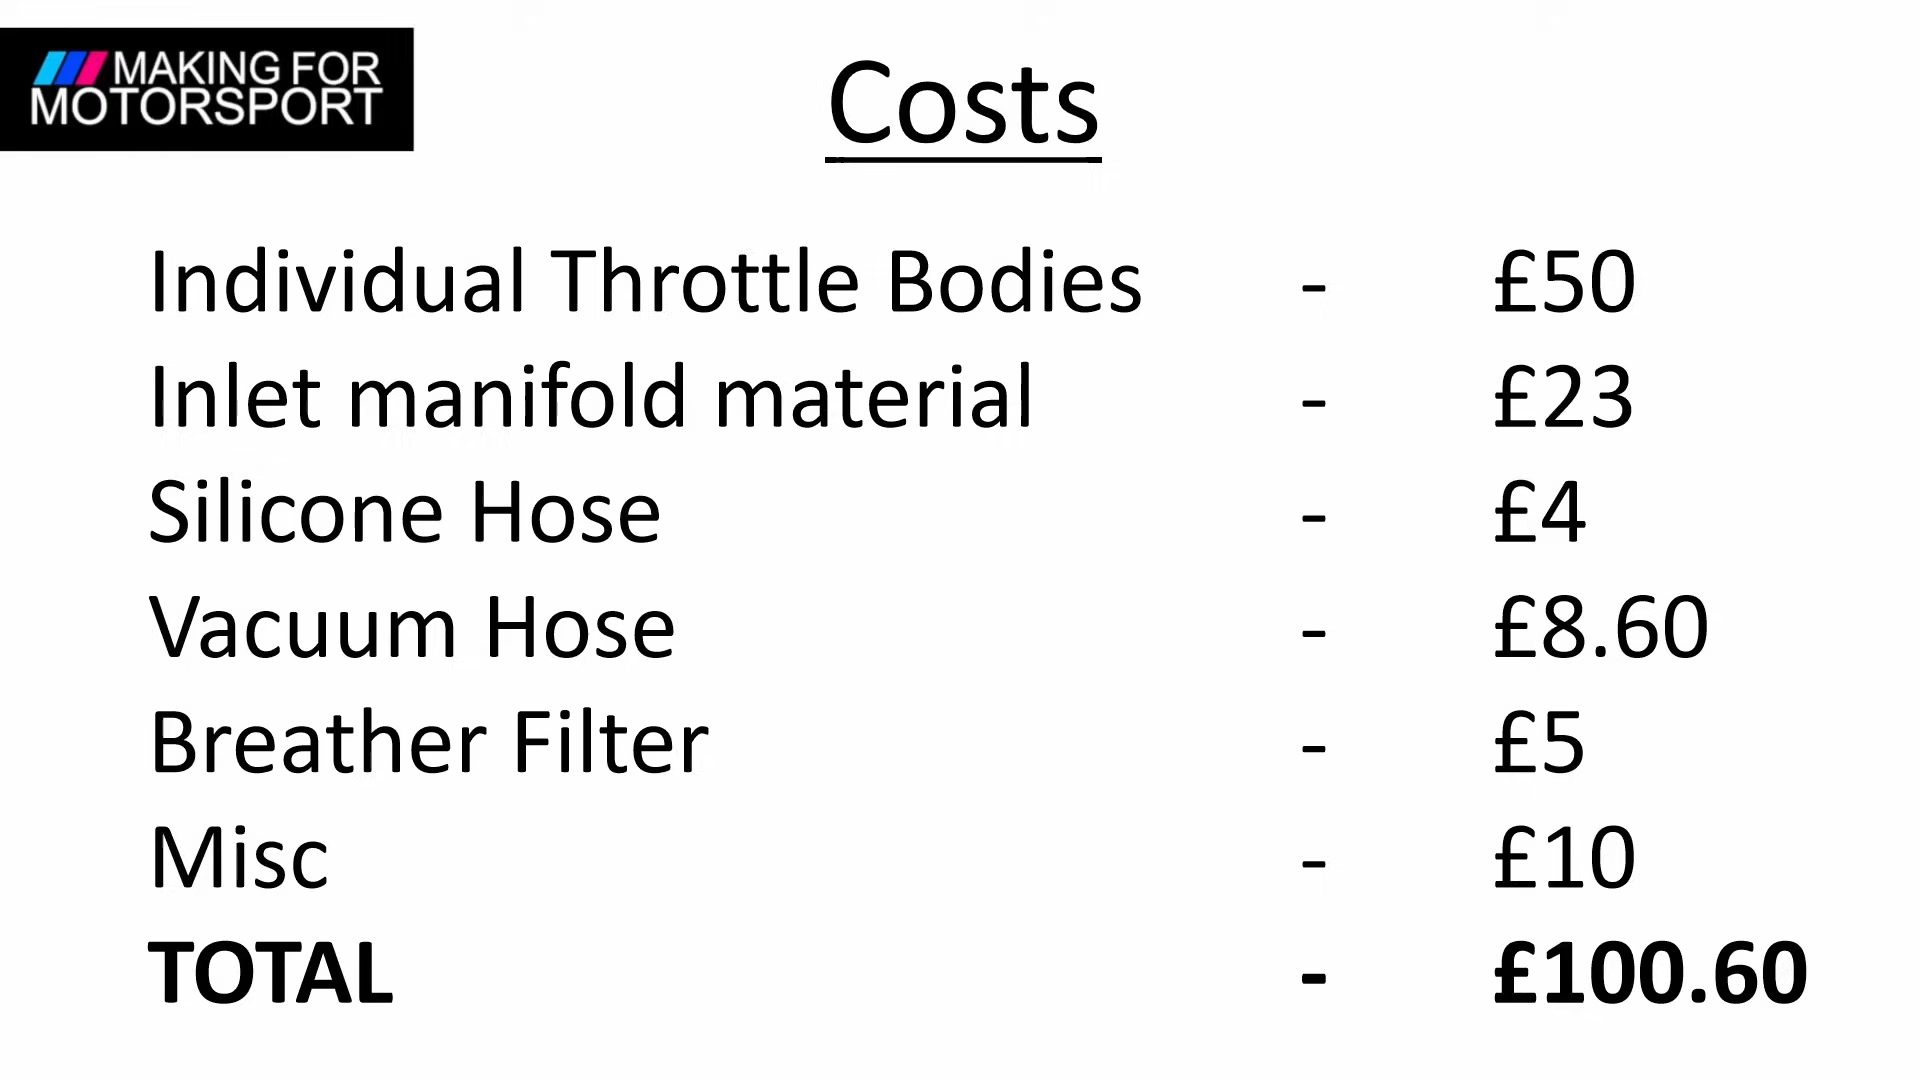 MAKING FOR
MOTORSPORT
Costs
Individual Throttle Bodies - £50
Inlet manifold material - £23
Silicone Hose - £4
Vacuum Hose - £8.60
Breather Filter - £5
Misc - £10
TOTAL - £100.60